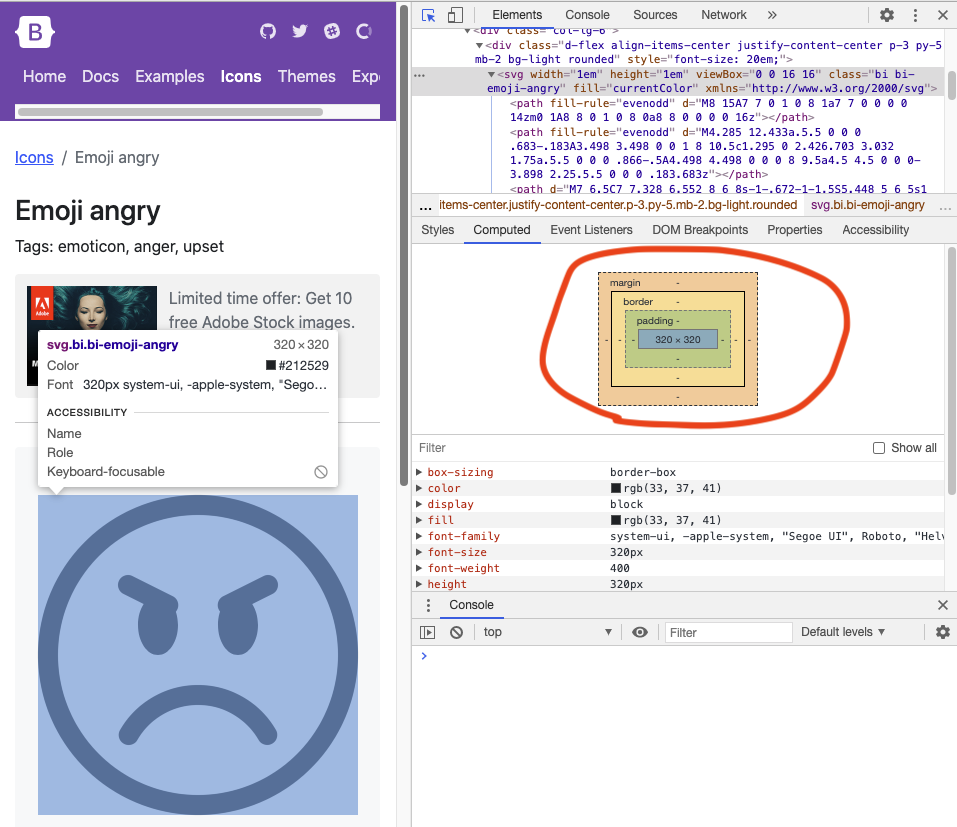 B
Home Docs Examples Icons Themes Expo
Icons / Emoji angry
Emoji angry
Tags: emoticon, anger, upset
Limited time offer: Get 10
free Adobe Stock images.
svg.bi.bi-emoji-angry 320 × 320
Color #212529
Font 320px system-ui, -apple-system, "Sego…
ACCESSIBILITY
Name
Role
Keyboard-focusable
Elements Console Sources Network »
<div class="col-lg-6">
<div class="d-flex align-items-center justify-content-center p-3 py-5
mb-2 bg-light rounded" style="font-size: 20em;">
<svg width="1em" height="1em" viewBox="0 0 16 16" class="bi bi-
emoji-angry" fill="currentColor" xmlns="http://www.w3.org/2000/svg">
<path fill-rule="evenodd" d="M8 15A7 7 0 1 0 8 1a7 7 0 0 0 0
14zm0 1A8 8 0 1 0 8 0a8 8 0 0 0 0 16z"></path>
<path fill-rule="evenodd" d="M4.285 12.433a.5.5 0 0 0
.683-.183A3.498 3.498 0 0 1 8 10.5c1.295 0 2.426.703 3.032
1.75a.5.5 0 0 0 .866-.5A4.498 4.498 0 0 0 8 9.5a4.5 4.5 0 0 0-
3.898 2.25.5.5 0 0 0 .183.683z"></path>
<path d="M7 6.5C7 7.328 6.552 8 6 8s-1-.672-1-1.5S5.448 5 6 5s1
... items-center.justify-content-center.p-3.py-5.mb-2.bg-light.rounded svg.bi.bi-emoji-angry ...
Styles Computed Event Listeners DOM Breakpoints Properties Accessibility
margin -
border -
padding -
- - - 320 × 320 - - -
-
-
-
Filter Show all
box-sizing border-box
color rgb(33, 37, 41)
display block
fill rgb(33, 37, 41)
font-family system-ui, -apple-system, "Segoe UI", Roboto, "Helv
font-size 320px
font-weight 400
height 320px
Console
top Filter Default levels